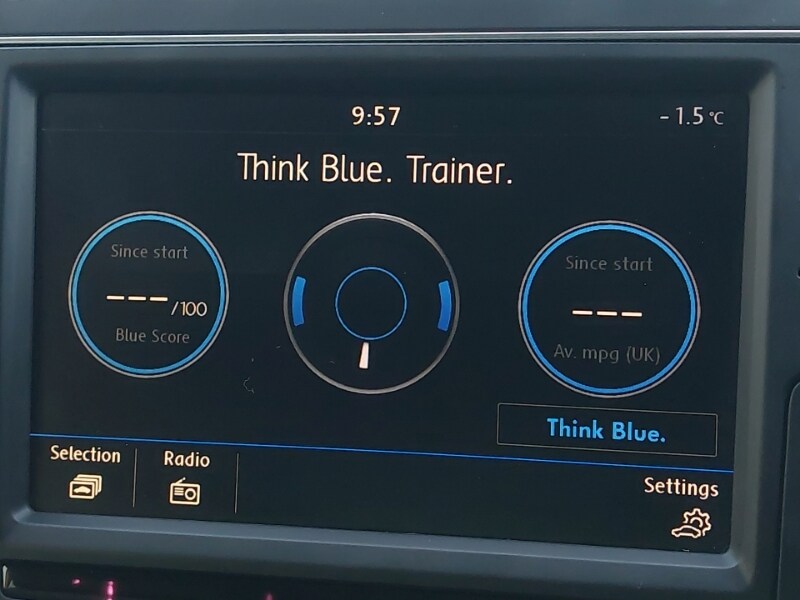 9:57
- 1.5 °C
Think Blue. Trainer.
Since start
---/100
Blue Score
Since start
---
Av. mpg (UK)
Think Blue.
Selection
Radio
Settings